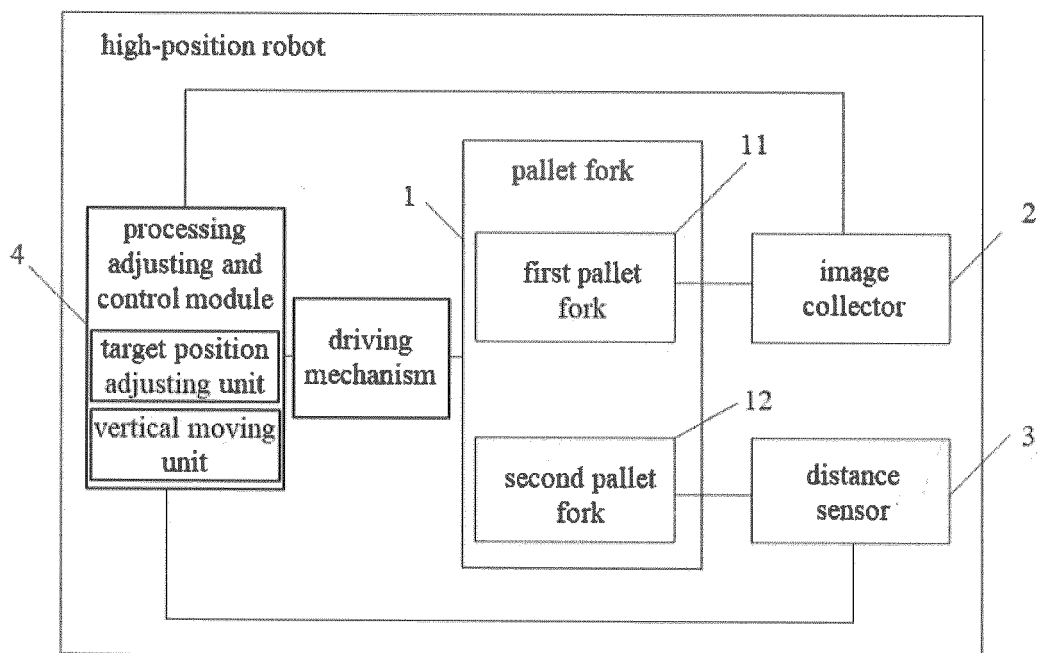 high-position robot
pallet fork
11
1
2
4
processing
adjusting and
control module
first pallet
fork
image
collector
driving
mechanism
target position
adjusting unit
12
3
vertical moving
unit
second pallet
fork
distance
sensor